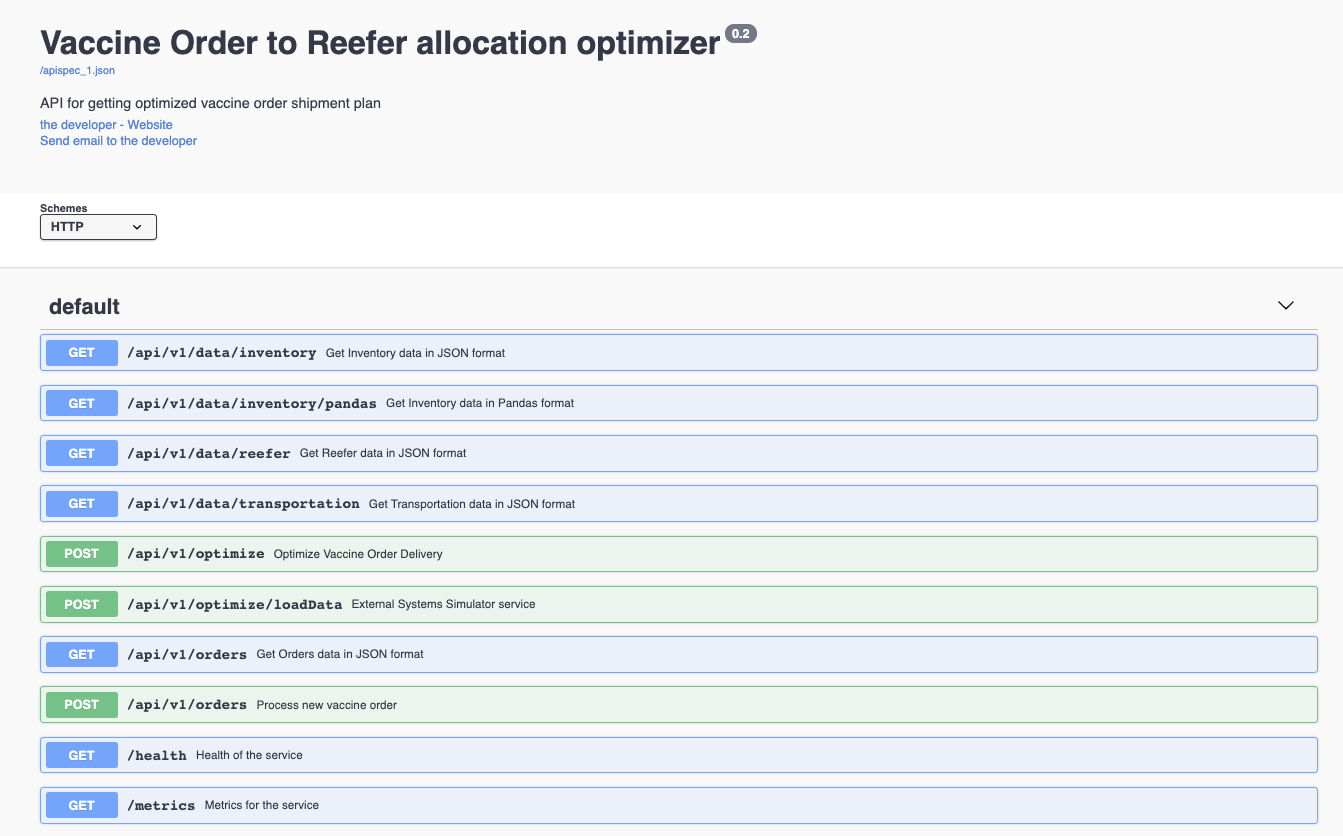 Vaccine Order to Reefer allocation optimizer 0.2
/apispec_1.json
API for getting optimized vaccine order shipment plan
the developer - Website
Send email to the developer
Schemes
HTTP
default
GET /api/v1/data/inventory Get Inventory data in JSON format
GET /api/v1/data/inventory/pandas Get Inventory data in Pandas format
GET /api/v1/data/reefer Get Reefer data in JSON format
GET /api/v1/data/transportation Get Transportation data in JSON format
POST /api/v1/optimize Optimize Vaccine Order Delivery
POST /api/v1/optimize/loadData External Systems Simulator service
GET /api/v1/orders Get Orders data in JSON format
POST /api/v1/orders Process new vaccine order
GET /health Health of the service
GET /metrics Metrics for the service